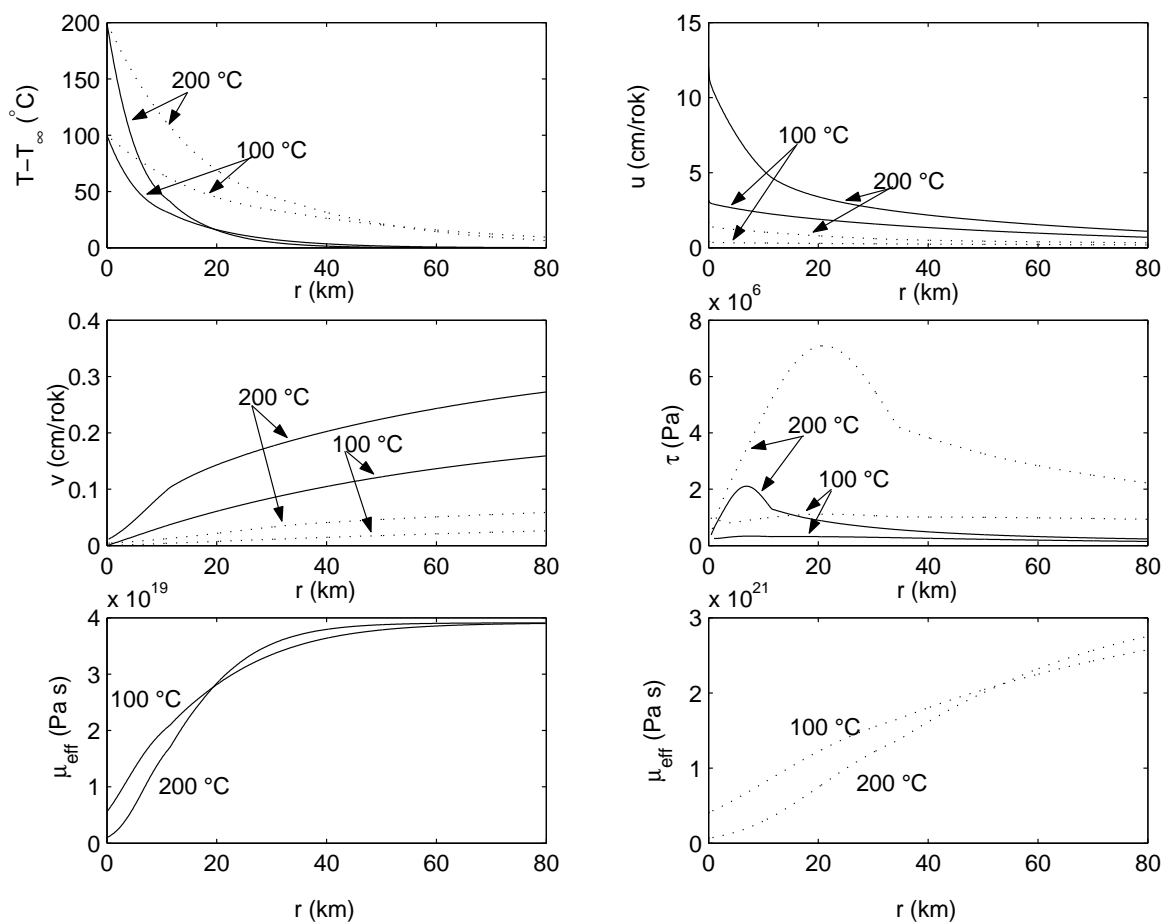 200
150
100
50
0
T−T∞ (°C)
200 °C
100 °C
0 20 40 60 80
r (km)
15
10
5
0
u (cm/rok)
100 °C
200 °C
0 20 40 60 80
r (km)
0.4
0.3
0.2
0.1
0
v (cm/rok)
200 °C
100 °C
0 20 40 60 80
r (km)
x 10^6
8
6
4
2
0
τ (Pa)
200 °C
100 °C
0 20 40 60 80
r (km)
x 10^19
4
3
2
1
0
μeff (Pa s)
100 °C
200 °C
0 20 40 60 80
r (km)
x 10^21
3
2
1
0
μeff (Pa s)
100 °C
200 °C
0 20 40 60 80
r (km)